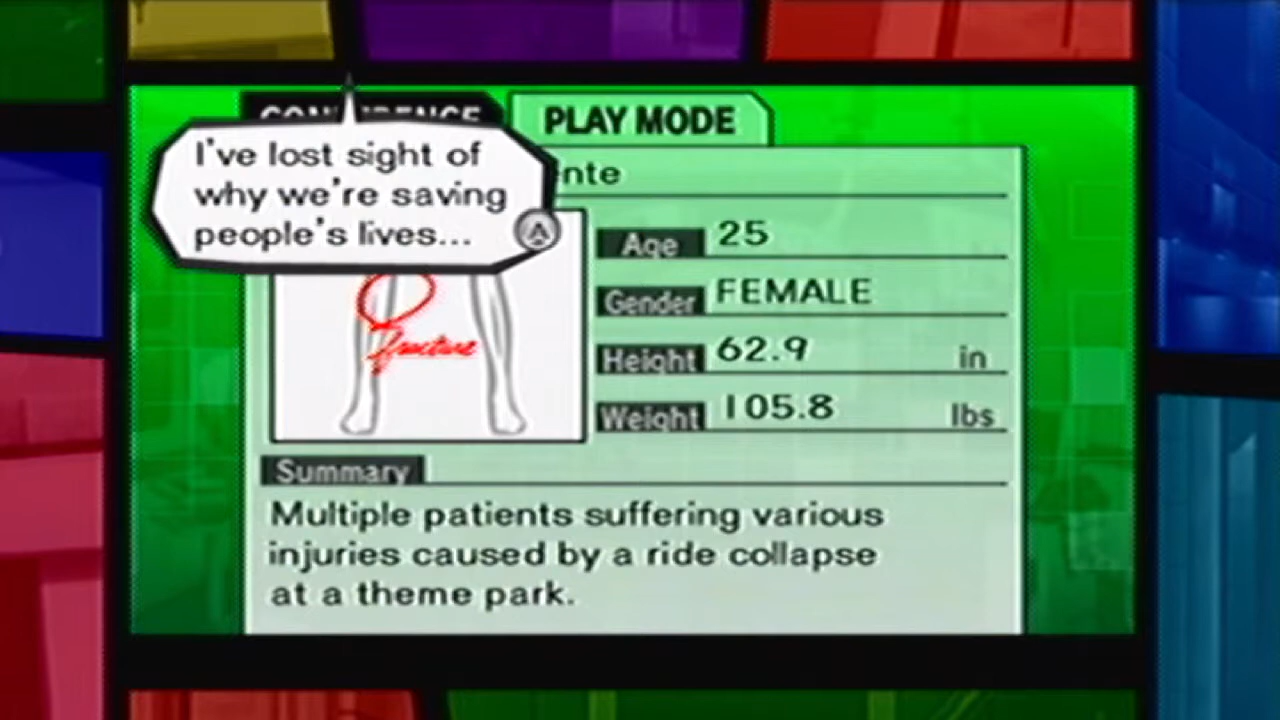 PLAY MODE
I've lost sight of
why we're saving
people's lives...
A
nte
Age 25
Gender FEMALE
Height 62.9 in
fracture
Weight 105.8 lbs
Summary
Multiple patients suffering various
injuries caused by a ride collapse
at a theme park.